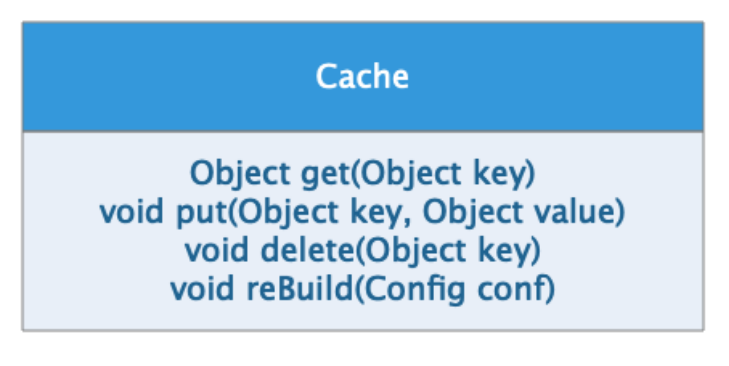 Cache
Object get(Object key)
void put(Object key, Object value)
void delete(Object key)
void reBuild(Config conf)